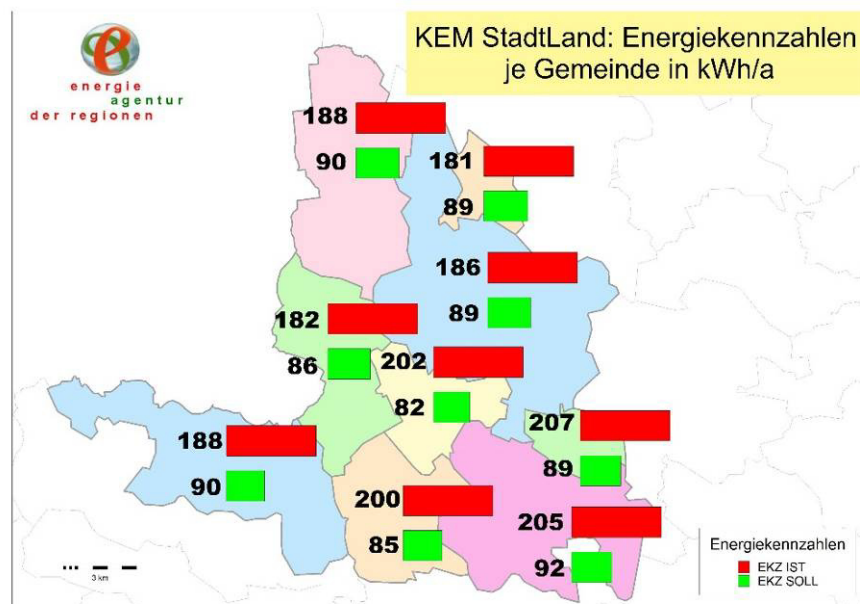 KEM StadtLand: Energiekennzahlen
je Gemeinde in kWh/a
energie
agentur
der regionen
188
90
181
89
186
89
182
86
202
82
207
89
188
90
200
85
205
92
Energiekennzahlen
EKZ IST
EKZ SOLL
3 km